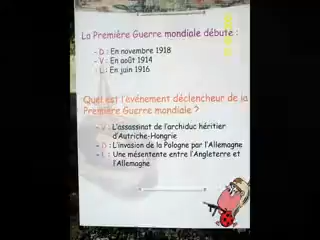 La Première Guerre mondiale débute :
- D : En novembre 1918
- V : En août 1914
- L : En juin 1916
Quel est l'événement déclencheur de la
Première Guerre mondiale ?
- V : L'assassinat de l'archiduc héritier
d'Autriche-Hongrie
- D : L'invasion de la Pologne par l'Allemagne
- L : Une mésentente entre l'Angleterre et
l'Allemagne